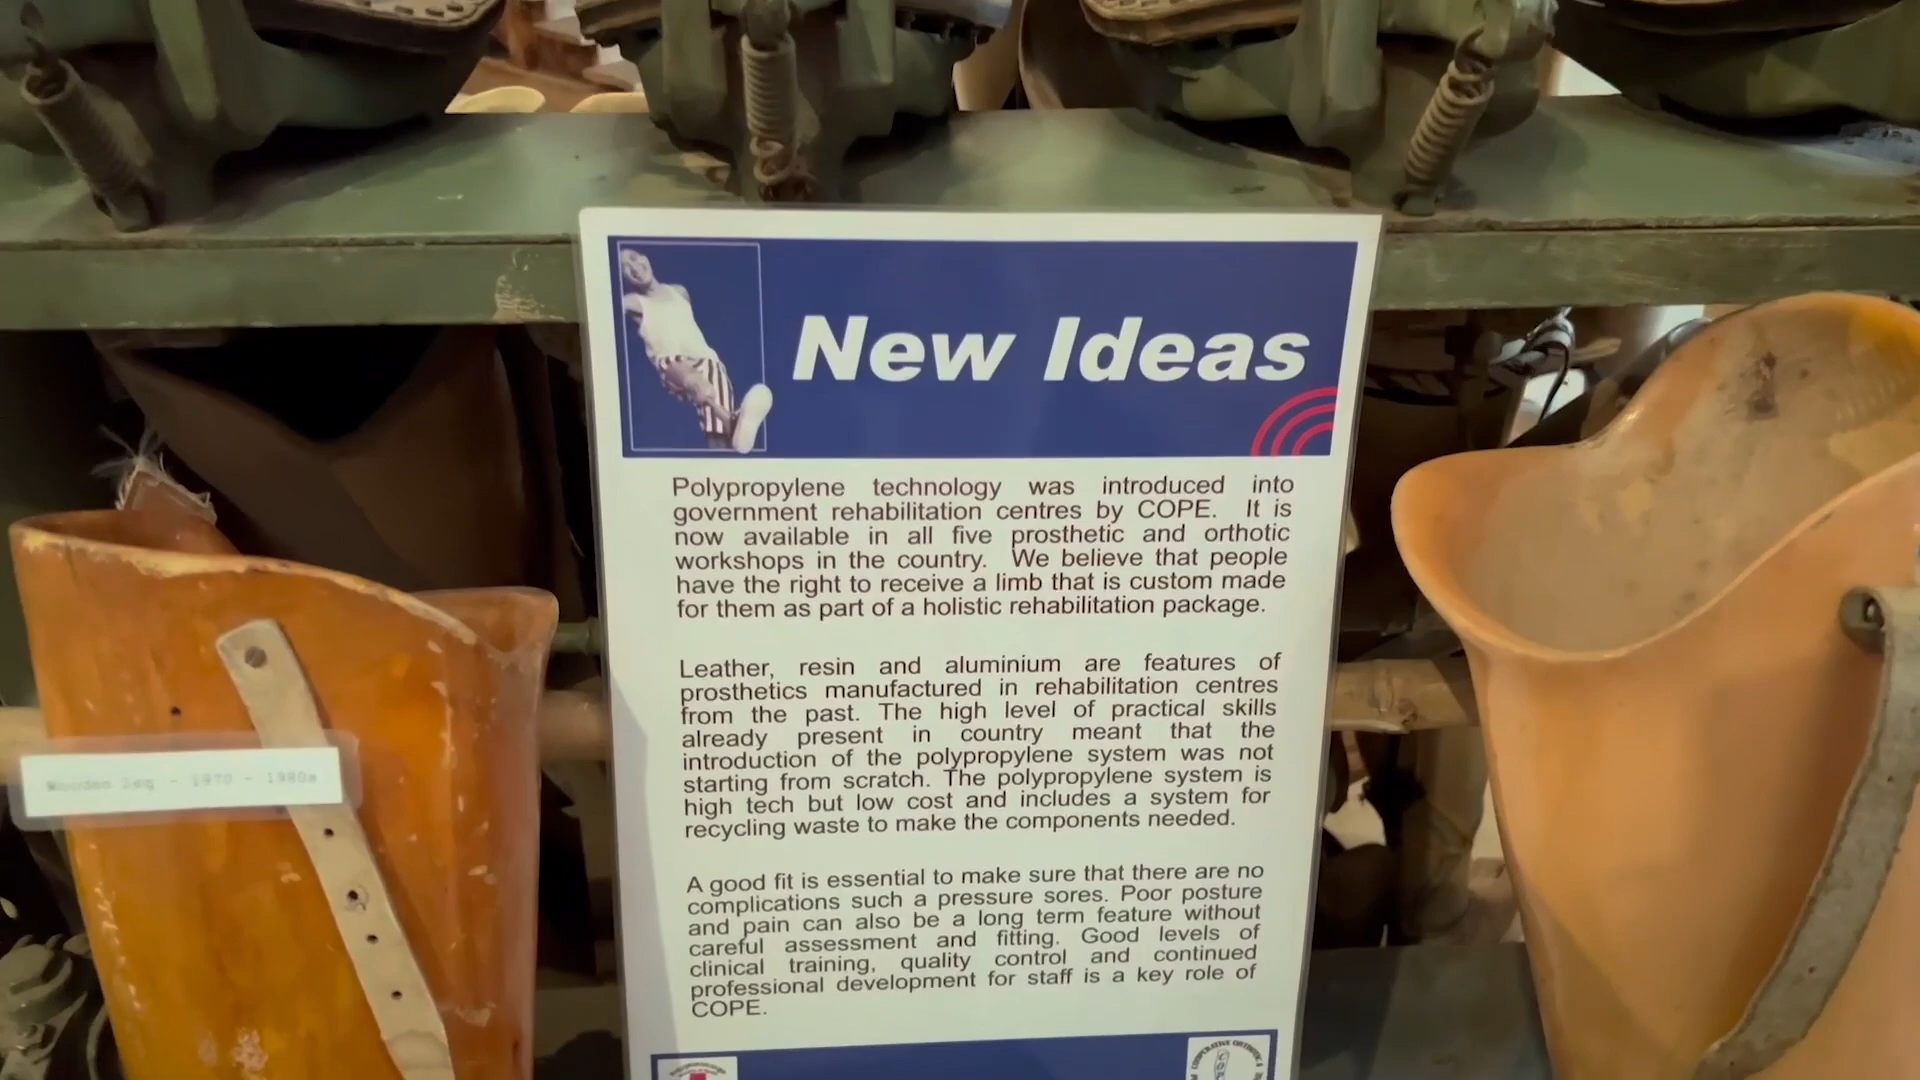 New Ideas
Polypropylene technology was introduced into
government rehabilitation centres by COPE. It is
now available in all five prosthetic and orthotic
workshops in the country. We believe that people
have the right to receive a limb that is custom made
for them as part of a holistic rehabilitation package.
Leather, resin and aluminium are features of
prosthetics manufactured in rehabilitation centres
from the past. The high level of practical skills
already present in country meant that the
introduction of the polypropylene system was not
starting from scratch. The polypropylene system is
high tech but low cost and includes a system for
recycling waste to make the components needed.
A good fit is essential to make sure that there are no
complications such a pressure sores. Poor posture
and pain can also be a long term feature without
careful assessment and fitting. Good levels of
clinical training, quality control and continued
professional development for staff is a key role of
COPE.
Wooden Leg - 1970 - 1980s